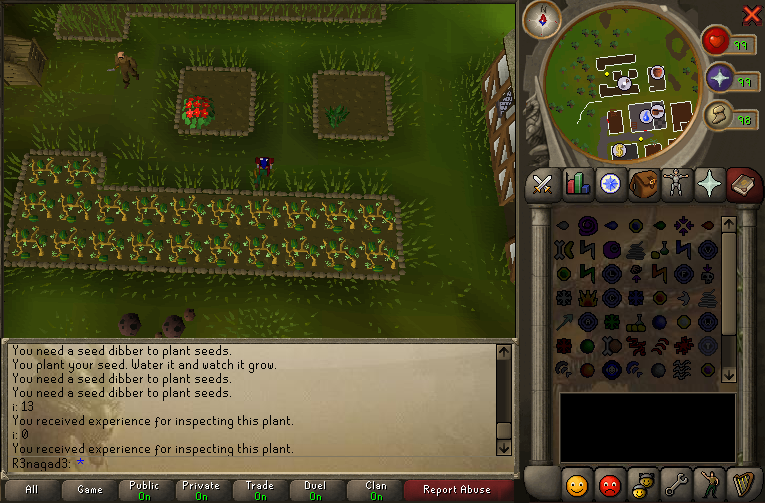 N
99
99
98
You need a seed dibber to plant seeds.
You plant your seed. Water it and watch it grow.
You need a seed dibber to plant seeds.
You need a seed dibber to plant seeds.
i: 13
You received experience for inspecting this plant.
i: 0
You received experience for inspecting this plant.
R3naqad3: *
All
Game
Public
On
Private
On
Trade
On
Duel
On
Clan
On
Report Abuse